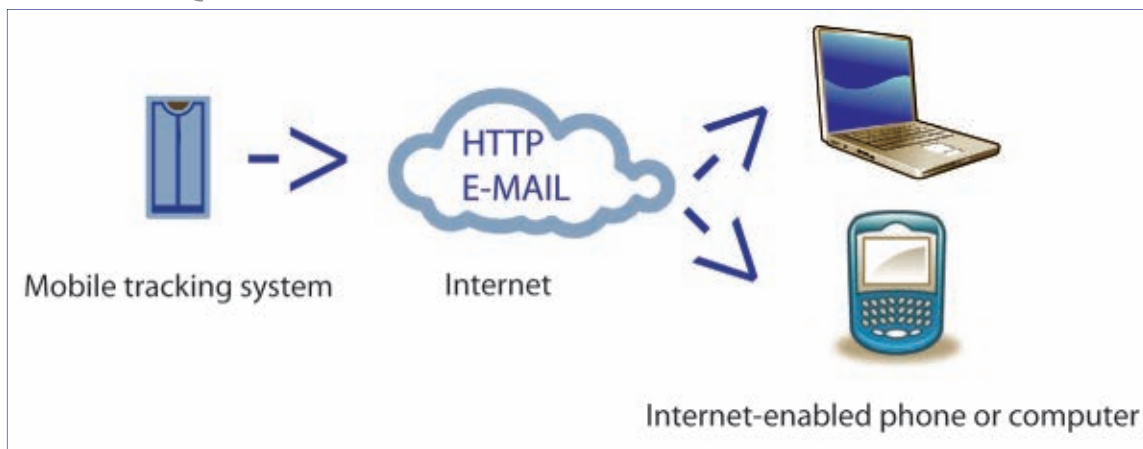 HTTP
E-MAIL
Mobile tracking system
Internet
Internet-enabled phone or computer